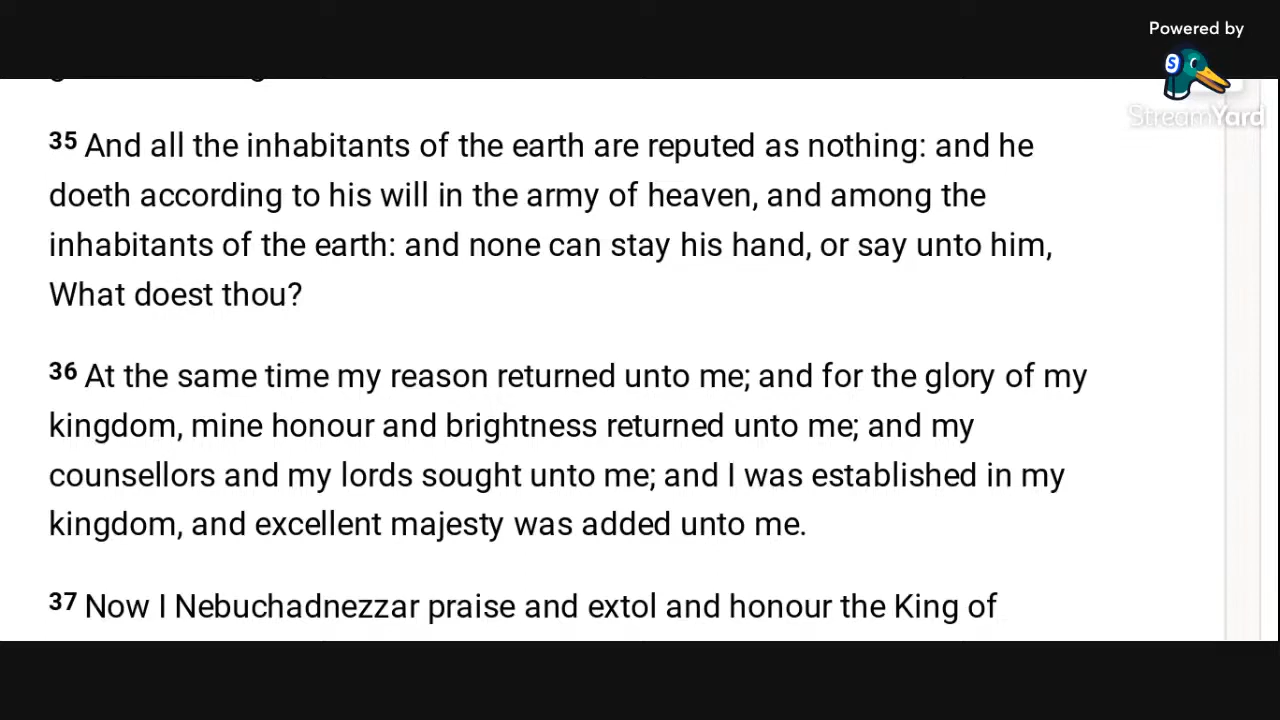 Powered by
StreamYard
35 And all the inhabitants of the earth are reputed as nothing: and he
doeth according to his will in the army of heaven, and among the
inhabitants of the earth: and none can stay his hand, or say unto him,
What doest thou?
36 At the same time my reason returned unto me; and for the glory of my
kingdom, mine honour and brightness returned unto me; and my
counsellors and my lords sought unto me; and I was established in my
kingdom, and excellent majesty was added unto me.
37 Now I Nebuchadnezzar praise and extol and honour the King of